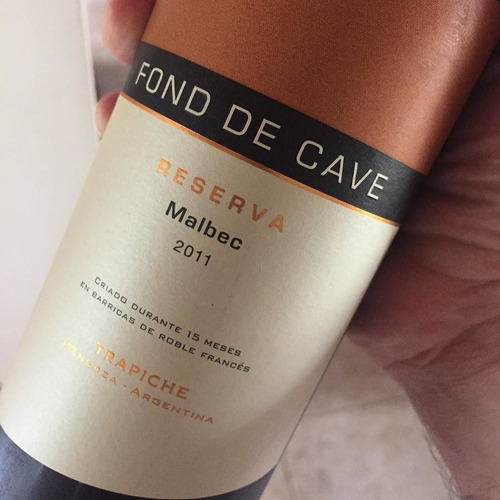 FOND DE CAVE
RESERVA
Malbec
2011
CRIADO DURANTE 15 MESES
EN BARRICAS DE ROBLE FRANCÉS
TRAPICHE
MENDOZA - ARGENTINA